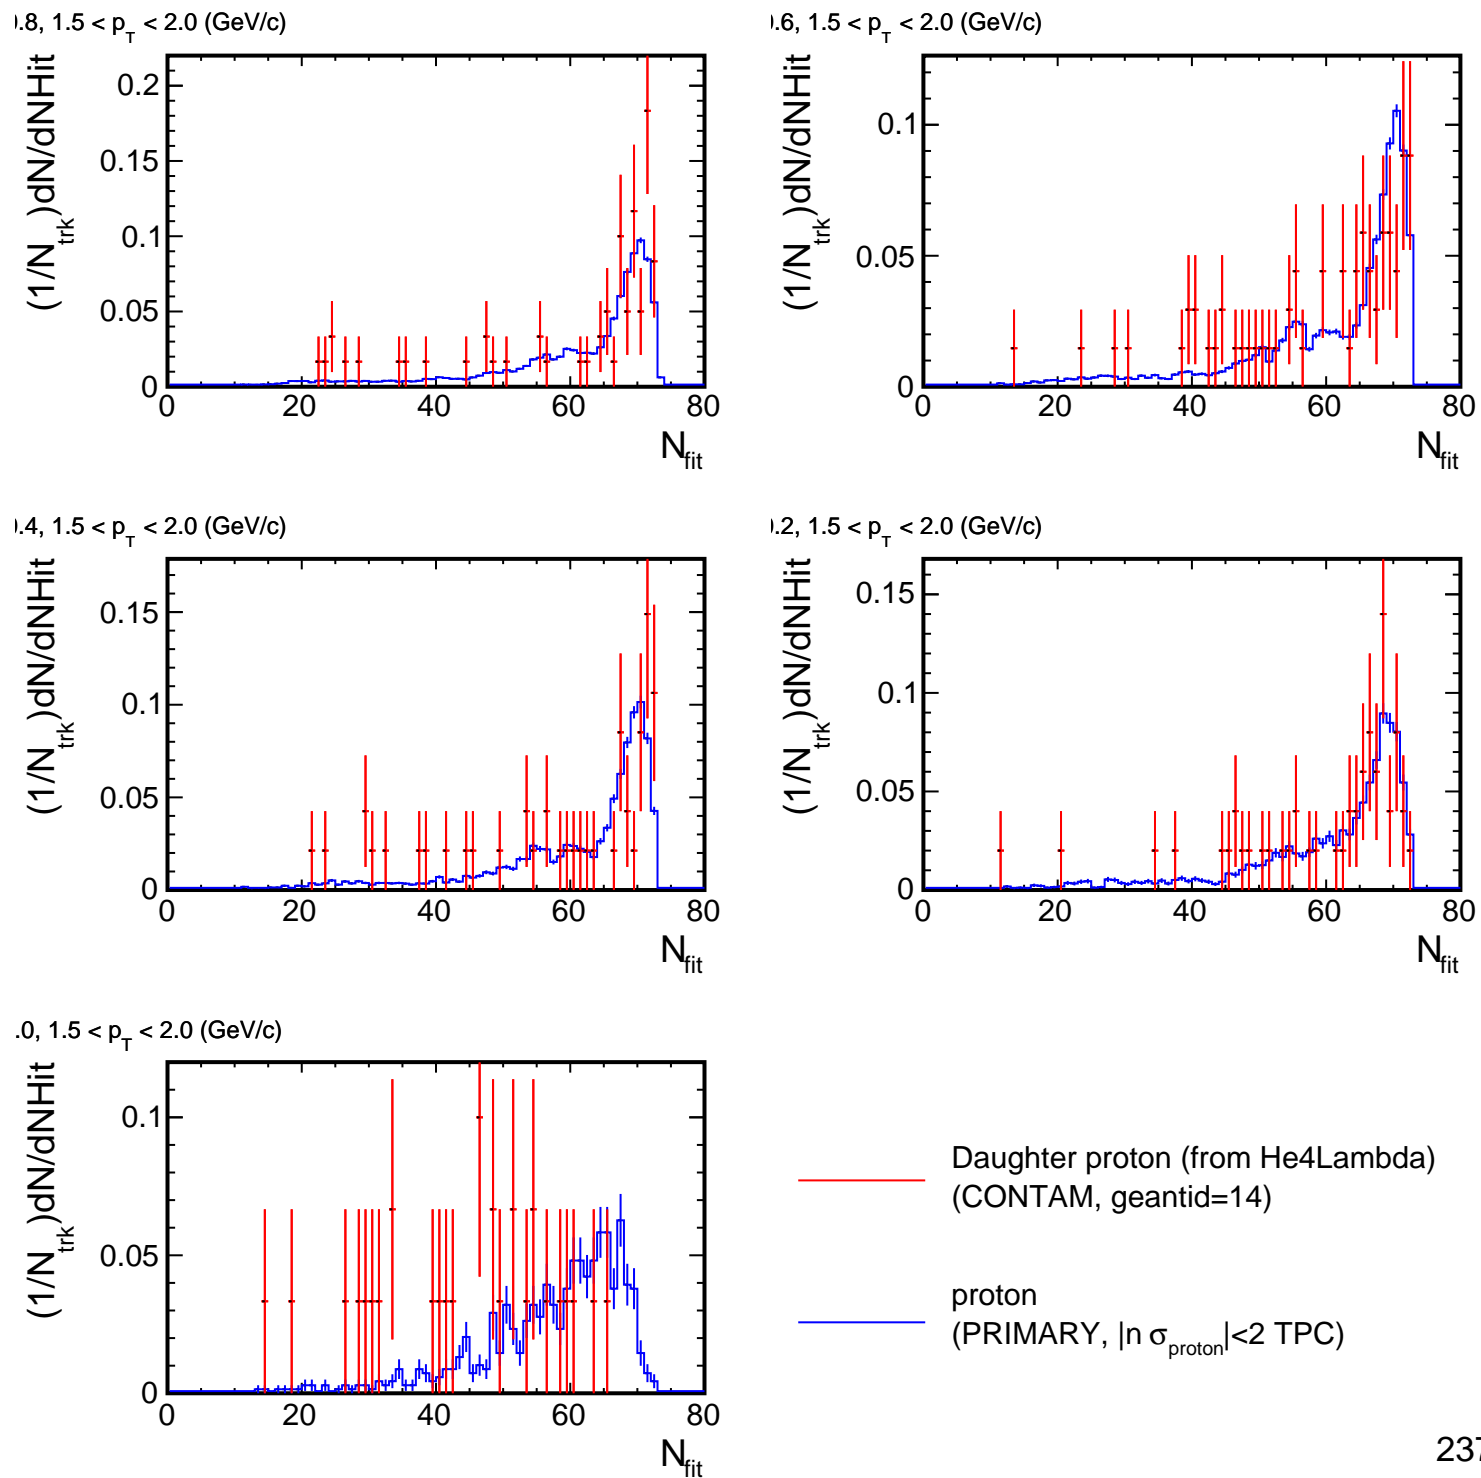 ).8, 1.5 < p_T < 2.0 (GeV/c)
(1/N_trk)dN/dNHit
0.2
0.15
0.1
0.05
0
0 20 40 60 80
N_fit
).6, 1.5 < p_T < 2.0 (GeV/c)
(1/N_trk)dN/dNHit
0.1
0.05
0
0 20 40 60 80
N_fit
).4, 1.5 < p_T < 2.0 (GeV/c)
(1/N_trk)dN/dNHit
0.15
0.1
0.05
0
0 20 40 60 80
N_fit
).2, 1.5 < p_T < 2.0 (GeV/c)
(1/N_trk)dN/dNHit
0.15
0.1
0.05
0
0 20 40 60 80
N_fit
.0, 1.5 < p_T < 2.0 (GeV/c)
(1/N_trk)dN/dNHit
0.1
0.05
0
0 20 40 60 80
N_fit
Daughter proton (from He4Lambda)
(CONTAM, geantid=14)
proton
(PRIMARY, |n σ_proton|<2 TPC)
237